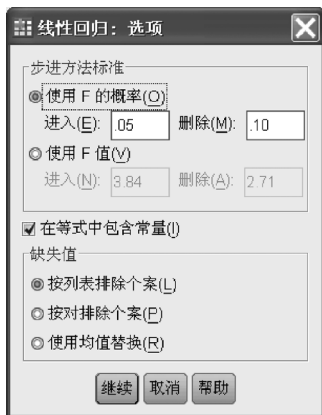 线性回归：选项
步进方法标准
使用 F 的概率(O)
进入(E): .05 删除(M): .10
使用 F 值(V)
进入(N): 3.84 删除(A): 2.71
在等式中包含常量(I)
缺失值
按列表排除个案(L)
按对排除个案(P)
使用均值替换(R)
继续 取消 帮助